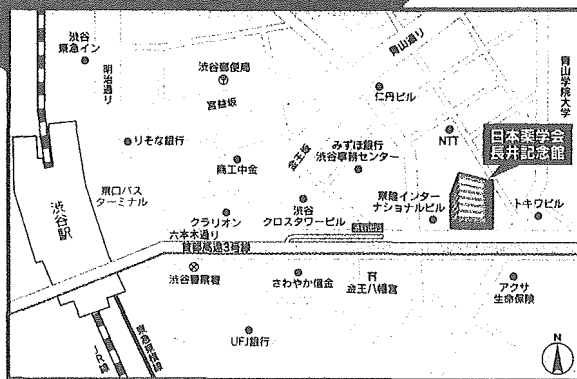 渋谷
東急イン
明治通り
渋谷郵便局
宮益坂
青山通り
仁丹ビル
青山学院大学
りそな銀行
商工中金
金王坂
みずほ銀行
渋谷事務センター
NTT
日本薬学会
長井記念館
東口バス
ターミナル
渋谷駅
クラリオン
渋谷
クロスタワービル
東陰インター
ナショナルビル
トキワビル
六本木通り
首都高速3号線
渋谷警察署
さわやか信金
金王八幡宮
アクサ
生命保険
UFJ銀行
JR線
東急東横線
N